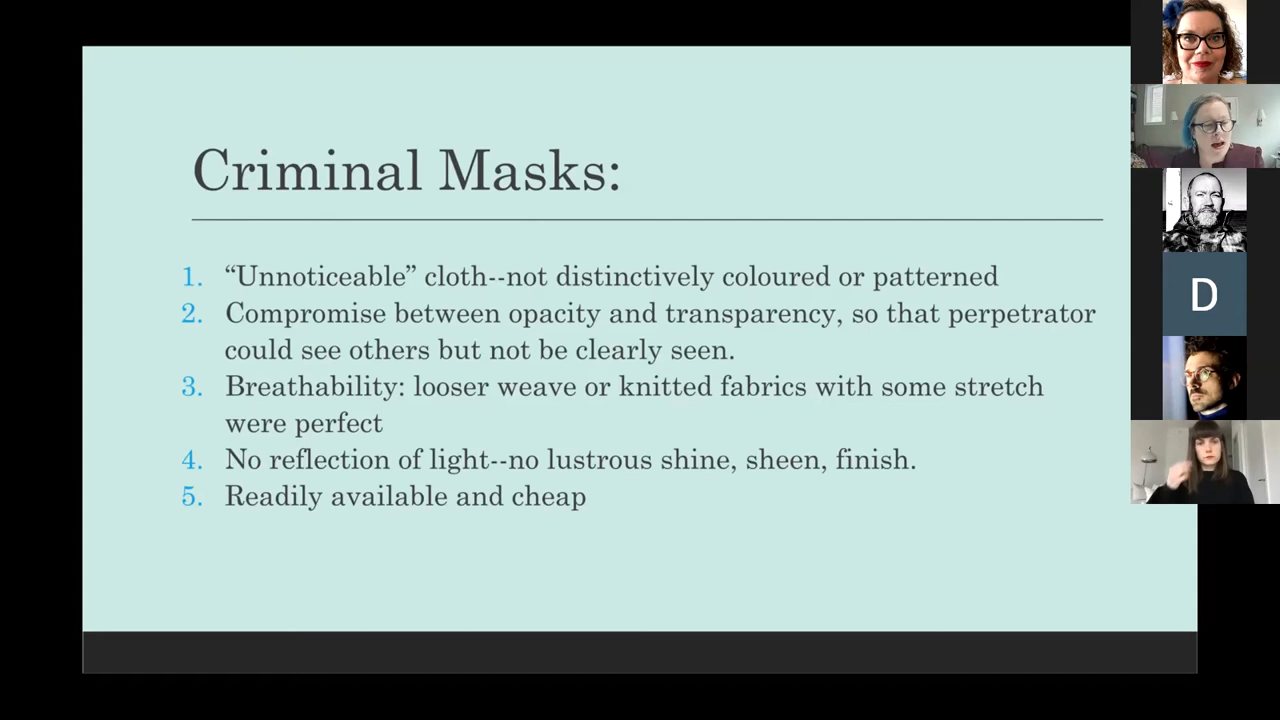 Criminal Masks:
1. “Unnoticeable” cloth--not distinctively coloured or patterned
2. Compromise between opacity and transparency, so that perpetrator
could see others but not be clearly seen.
3. Breathability: looser weave or knitted fabrics with some stretch
were perfect
4. No reflection of light--no lustrous shine, sheen, finish.
5. Readily available and cheap
D